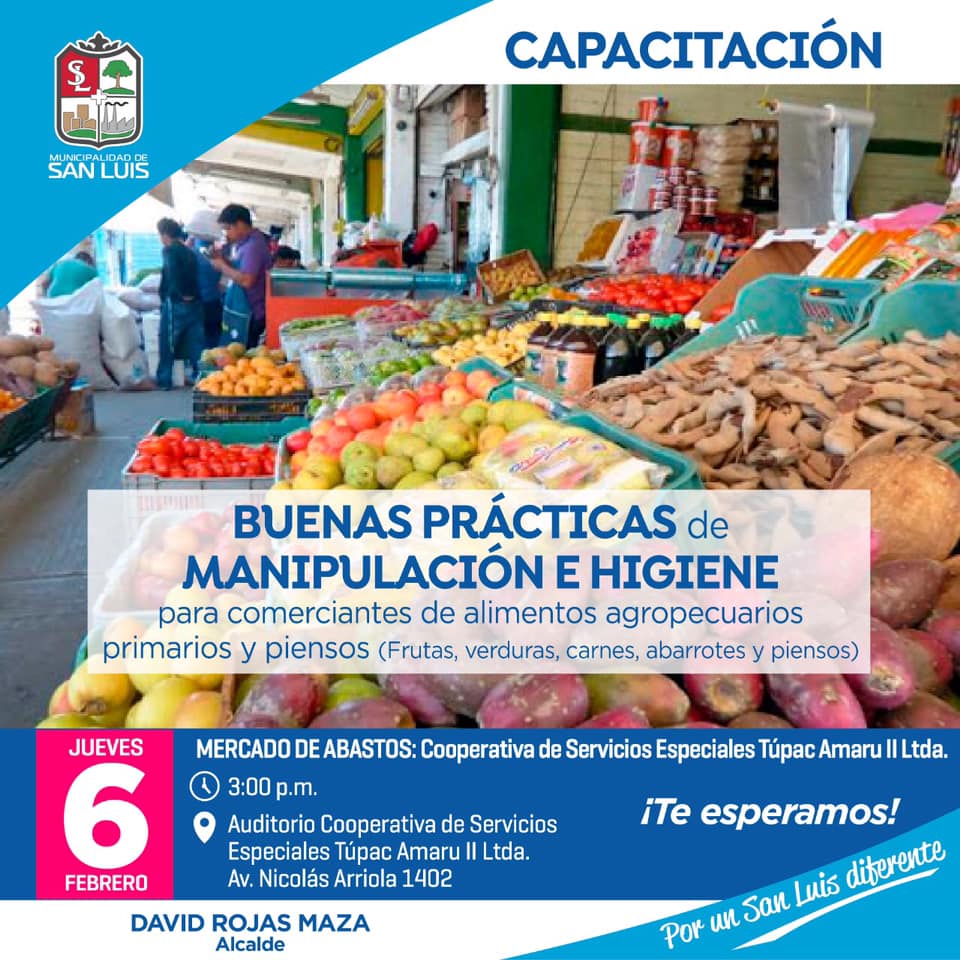 CAPACITACIÓN
SL
MUNICIPALIDAD DE
SAN LUIS
BUENAS PRÁCTICAS de
MANIPULACIÓN E HIGIENE
para comerciantes de alimentos agropecuarios
primarios y piensos (Frutas, verduras, carnes, abarrotes y piensos)
JUEVES
6
FEBRERO
MERCADO DE ABASTOS: Cooperativa de Servicios Especiales Túpac Amaru II Ltda.
3:00 p.m.
Auditorio Cooperativa de Servicios
Especiales Túpac Amaru II Ltda.
Av. Nicolás Arriola 1402
¡Te esperamos!
DAVID ROJAS MAZA
Alcalde
Por un San Luis diferente